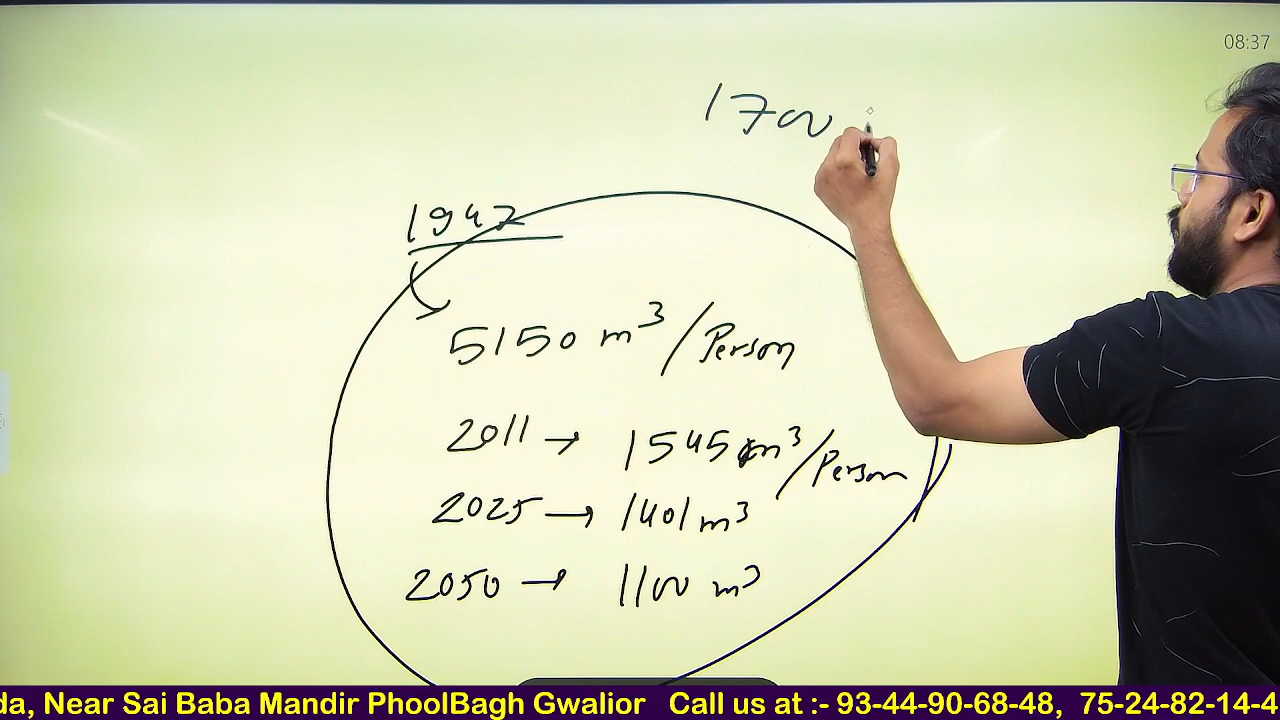 08:37
1700
1947
5150 m³/Person
2011 → 1545 m³/Person
2025 → 1401 m³
2050 → 1100 m³
da, Near Sai Baba Mandir PhoolBagh Gwalior Call us at :- 93-44-90-68-48, 75-24-82-14-4